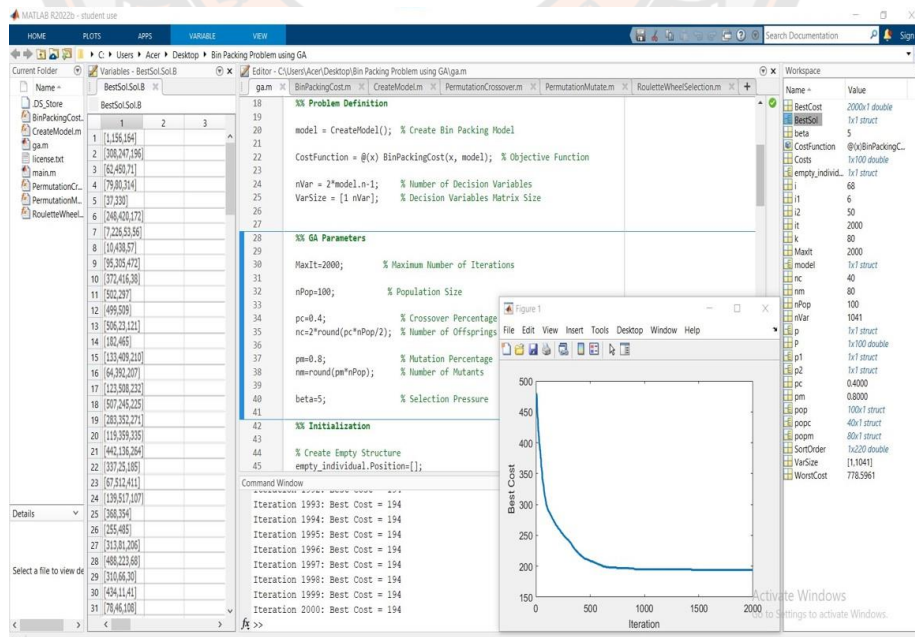 MATLAB R2022b - student use
HOME PLOTS APPS VARIABLE VIEW
Search Documentation Sign
C: Users Acer Desktop Bin Packing Problem using GA
Current Folder
Name
.DS_Store
BinPackingCost...
CreateModel.m
ga.m
license.txt
main.m
PermutationCr...
PermutationM...
RouletteWheel...
Details
Select a file to view de
Variables - BestSol.Sol.B
BestSol.Sol.B
BestSol.Sol.B
1 2 3
1 [1,156,164]
2 [308,247,196]
3 [62,450,71]
4 [79,80,314]
5 [37,330]
6 [248,420,172]
7 [7,226,53,56]
8 [10,438,57]
9 [95,305,472]
10 [372,416,38]
11 [502,297]
12 [499,509]
13 [506,23,121]
14 [182,465]
15 [133,409,210]
16 [64,392,207]
17 [123,508,232]
18 [507,245,225]
19 [283,352,271]
20 [119,359,335]
21 [442,136,264]
22 [337,25,185]
23 [67,512,411]
24 [139,517,107]
25 [368,354]
26 [255,485]
27 [313,81,206]
28 [488,223,68]
29 [310,66,30]
30 [434,11,41]
31 [78,46,108]
Editor - C:\Users\Acer\Desktop\Bin Packing Problem using GA\ga.m
ga.m BinPackingCost.m CreateModel.m PermutationCrossover.m PermutationMutate.m RouletteWheelSelection.m
18 %% Problem Definition
19
20 model = CreateModel(); % Create Bin Packing Model
21
22 CostFunction = @(x) BinPackingCost(x, model); % Objective Function
23
24 nVar = 2*model.n-1; % Number of Decision Variables
25 VarSize = [1 nVar]; % Decision Variables Matrix Size
26
27
28 %% GA Parameters
29
30 MaxIt=2000; % Maximum Number of Iterations
31
32 nPop=100; % Population Size
33
34 pc=0.4; % Crossover Percentage
35 nc=2*round(pc*nPop/2); % Number of Offsprings
36
37 pm=0.8; % Mutation Percentage
38 nm=round(pm*nPop); % Number of Mutants
39
40 beta=5; % Selection Pressure
41
42 %% Initialization
43
44 % Create Empty Structure
45 empty_individual.Position=[];
Command Window
Iteration 1992: Best Cost = 194
Iteration 1993: Best Cost = 194
Iteration 1994: Best Cost = 194
Iteration 1995: Best Cost = 194
Iteration 1996: Best Cost = 194
Iteration 1997: Best Cost = 194
Iteration 1998: Best Cost = 194
Iteration 1999: Best Cost = 194
Iteration 2000: Best Cost = 194
fx >>
Figure 1
File Edit View Insert Tools Desktop Window Help
500
450
400
350
300
250
200
150
Best Cost
0 500 1000 1500 2000
Iteration
Workspace
Name Value
BestCost 2000x1 double
BestSol 1x1 struct
beta 5
CostFunction @(x)BinPackingC...
Costs 1x100 double
empty_individ... 1x1 struct
i 68
i1 6
i2 50
it 2000
k 80
MaxIt 2000
model 1x1 struct
nc 40
nm 80
nPop 100
nVar 1041
p 1x1 struct
P 1x100 double
p1 1x1 struct
p2 1x1 struct
pc 0.4000
pm 0.8000
pop 100x1 struct
popc 40x1 struct
popm 80x1 struct
SortOrder 1x220 double
VarSize [1,1041]
WorstCost 778.5961
Activate Windows
Go to Settings to activate Windows.